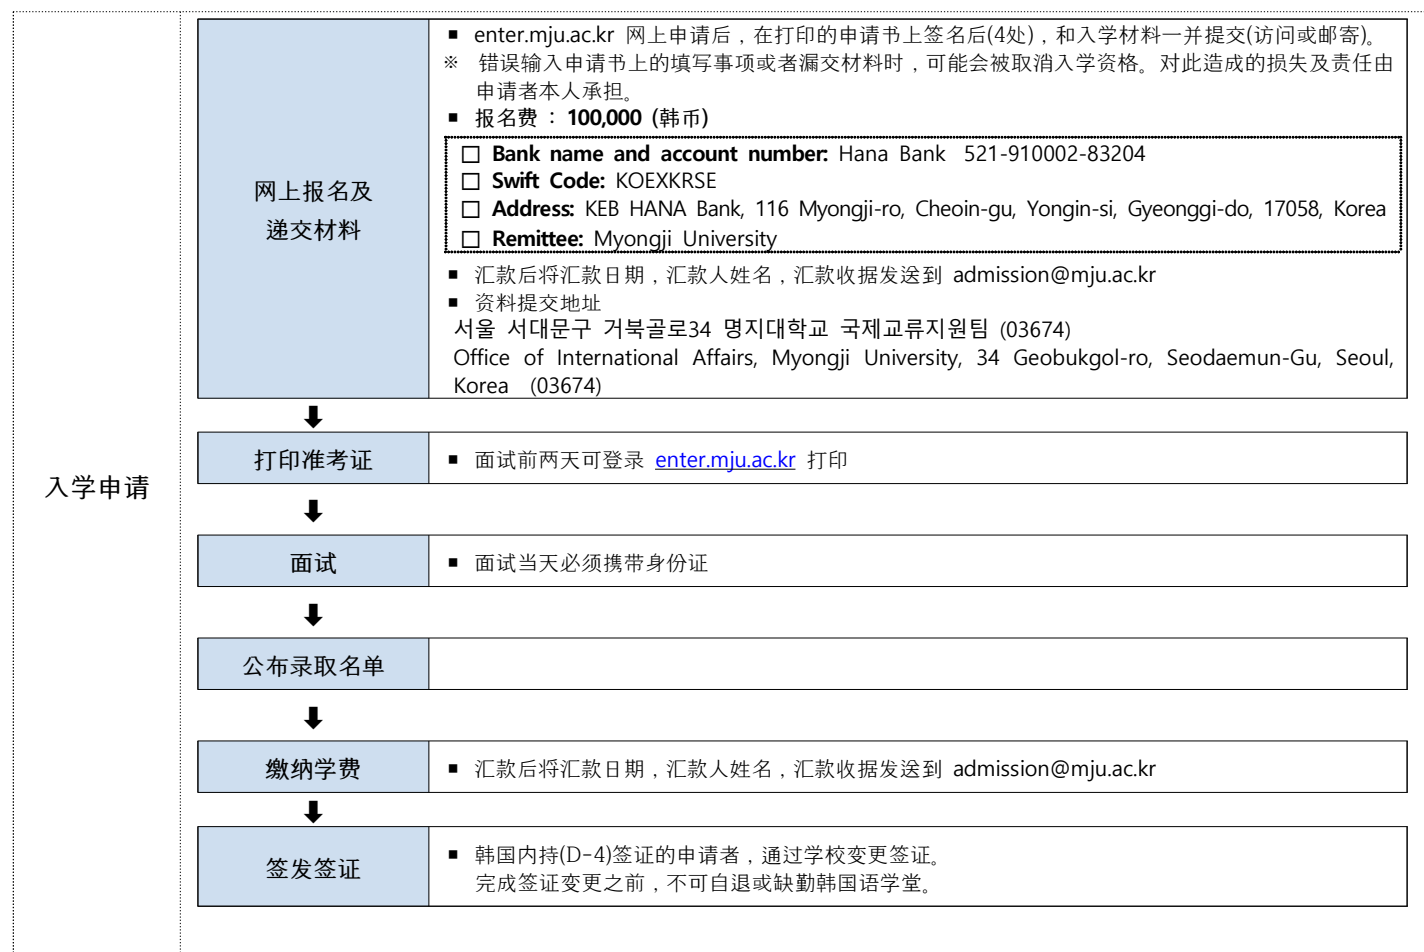 入学申请
网上报名及
递交材料
▪ enter.mju.ac.kr 网上申请后，在打印的申请书上签名后(4处)，和入学材料一并提交(访问或邮寄)。
※ 错误输入申请书上的填写事项或者漏交材料时，可能会被取消入学资格。对此造成的损失及责任由
申请者本人承担。
▪ 报名费 : 100,000 (韩币)
□ Bank name and account number: Hana Bank 521-910002-83204
□ Swift Code: KOEXKRSE
□ Address: KEB HANA Bank, 116 Myongji-ro, Cheoin-gu, Yongin-si, Gyeonggi-do, 17058, Korea
□ Remittee: Myongji University
▪ 汇款后将汇款日期，汇款人姓名，汇款收据发送到 admission@mju.ac.kr
▪ 资料提交地址
서울 서대문구 거북골로34 명지대학교 국제교류지원팀 (03674)
Office of International Affairs, Myongji University, 34 Geobukgol-ro, Seodaemun-Gu, Seoul,
Korea (03674)
打印准考证
▪ 面试前两天可登录 enter.mju.ac.kr 打印
面试
▪ 面试当天必须携带身份证
公布录取名单
缴纳学费
▪ 汇款后将汇款日期，汇款人姓名，汇款收据发送到 admission@mju.ac.kr
签发签证
▪ 韩国内持(D-4)签证的申请者，通过学校变更签证。
完成签证变更之前，不可自退或缺勤韩国语学堂。